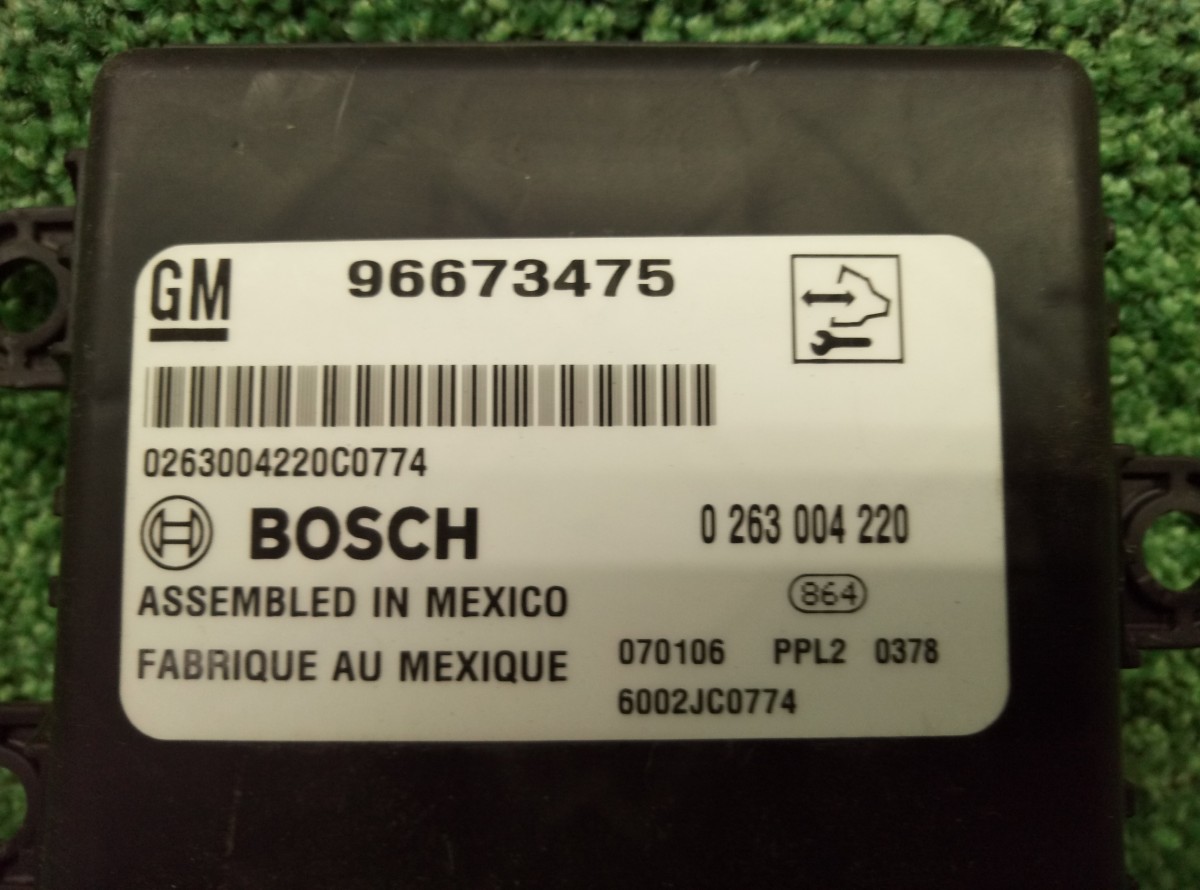 GM 96673475
0263004220C0774
BOSCH 0 263 004 220
ASSEMBLED IN MEXICO 864
FABRIQUE AU MEXIQUE 070106 PPL2 0378
6002JC0774